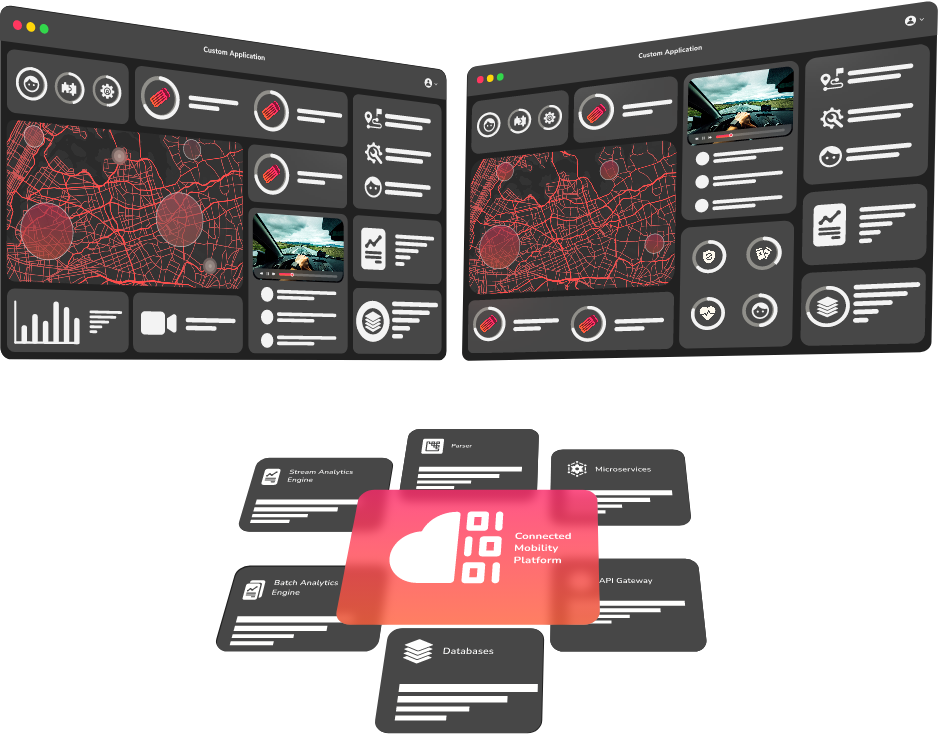 Custom Application
Custom Application
Parser
Stream Analytics
Engine
Microservices
Connected
Mobility
Platform
Batch Analytics
Engine
API Gateway
Databases